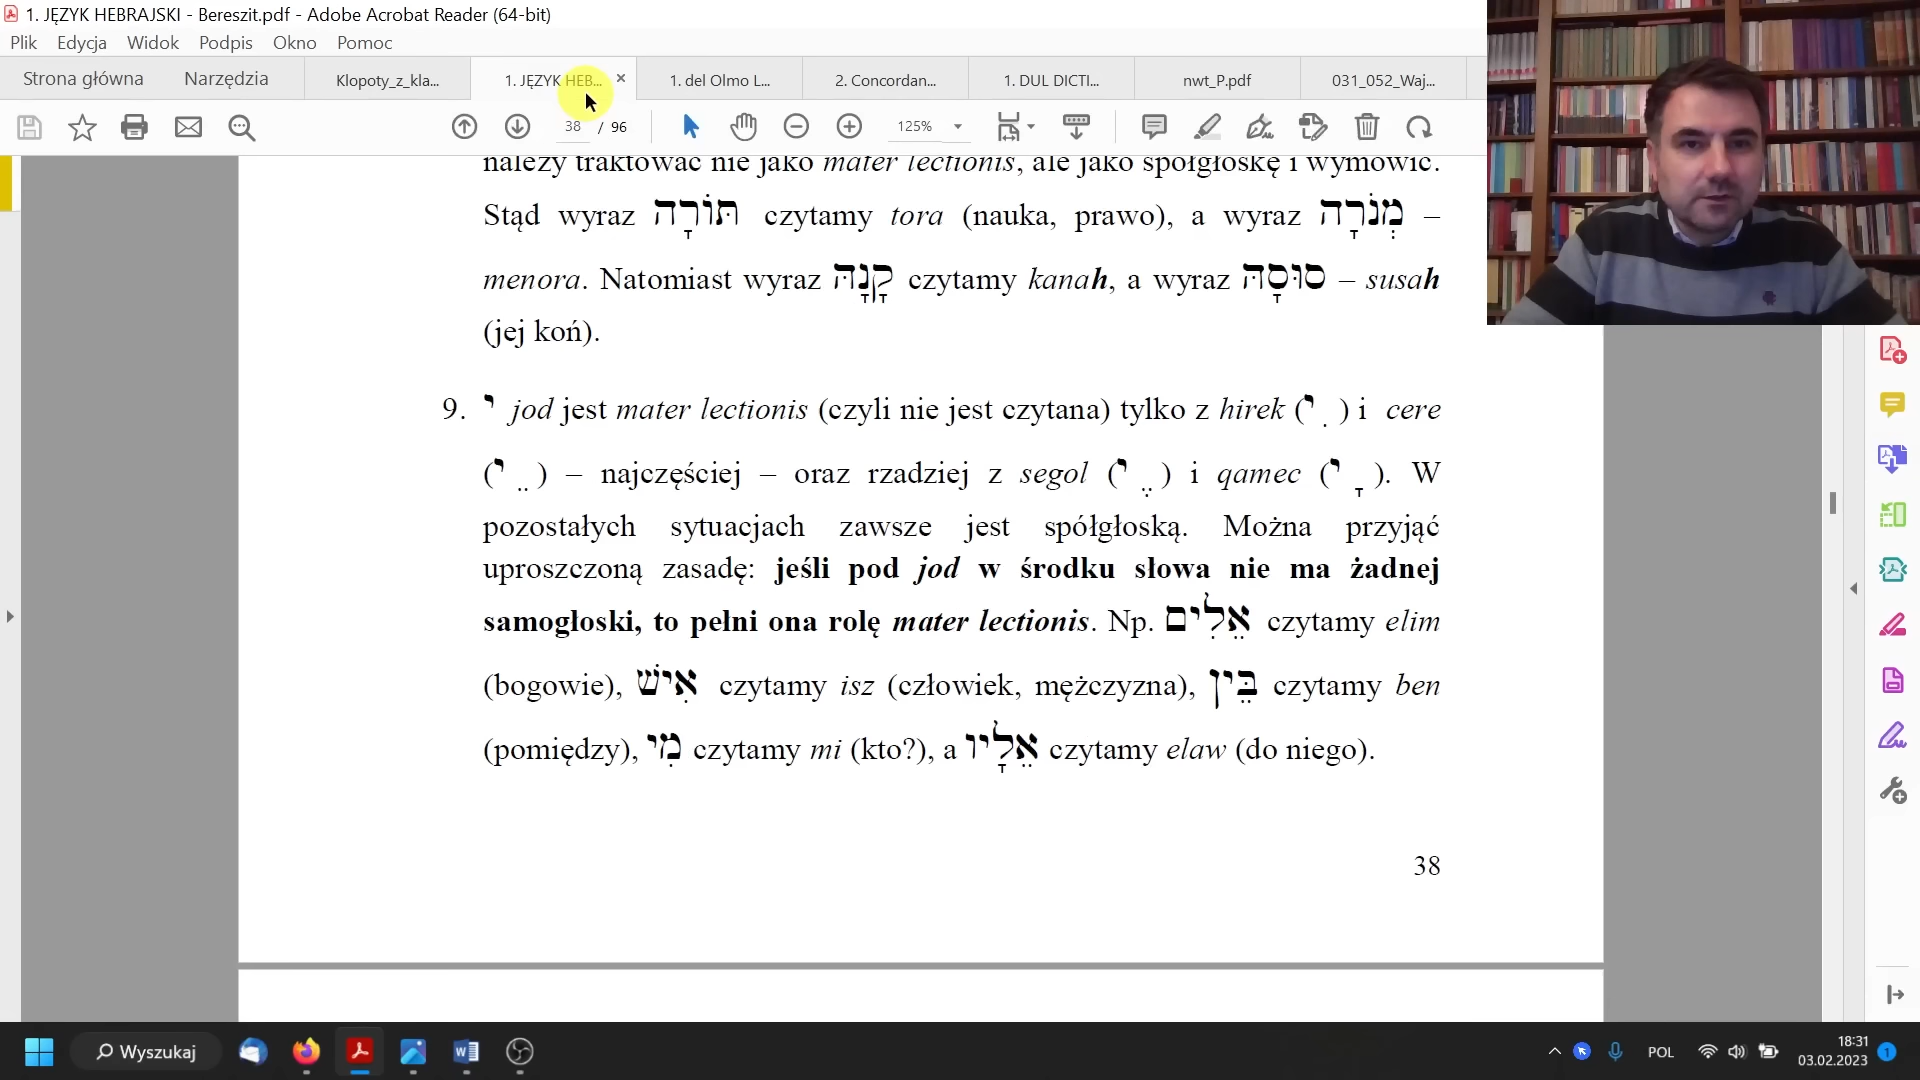 1. JĘZYK HEBRAJSKI - Bereszit.pdf - Adobe Acrobat Reader (64-bit)
Plik Edycja Widok Podpis Okno Pomoc
Strona główna Narzędzia Klopoty_z_kla... 1. JĘZYK HEB... 1. del Olmo L... 2. Concordan... 1. DUL DICTI... nwt_P.pdf 031_052_Waj...
38 / 96 125%
należy traktować nie jako mater lectionis, ale jako spółgłoskę i wymówić.
Stąd wyraz תּוֹרָה czytamy tora (nauka, prawo), a wyraz מְנֹורָה –
menora. Natomiast wyraz קָנָהּ czytamy kanah, a wyraz סוּסָהּ – susah
(jej koń).
9. י jod jest mater lectionis (czyli nie jest czytana) tylko z hirek (י ִ) i cere
(י ֵ) – najczęściej – oraz rzadziej z segol (י ֶ) i qamec (י ָ). W
pozostałych sytuacjach zawsze jest spółgłoską. Można przyjąć
uproszczoną zasadę: jeśli pod jod w środku słowa nie ma żadnej
samogłoski, to pełni ona rolę mater lectionis. Np. אֵלִים czytamy elim
(bogowie), אִישׁ czytamy isz (człowiek, mężczyzna), בֵּין czytamy ben
(pomiędzy), מִי czytamy mi (kto?), a אֵלָיו czytamy elaw (do niego).
38
Wyszukaj POL 18:31
03.02.2023 1